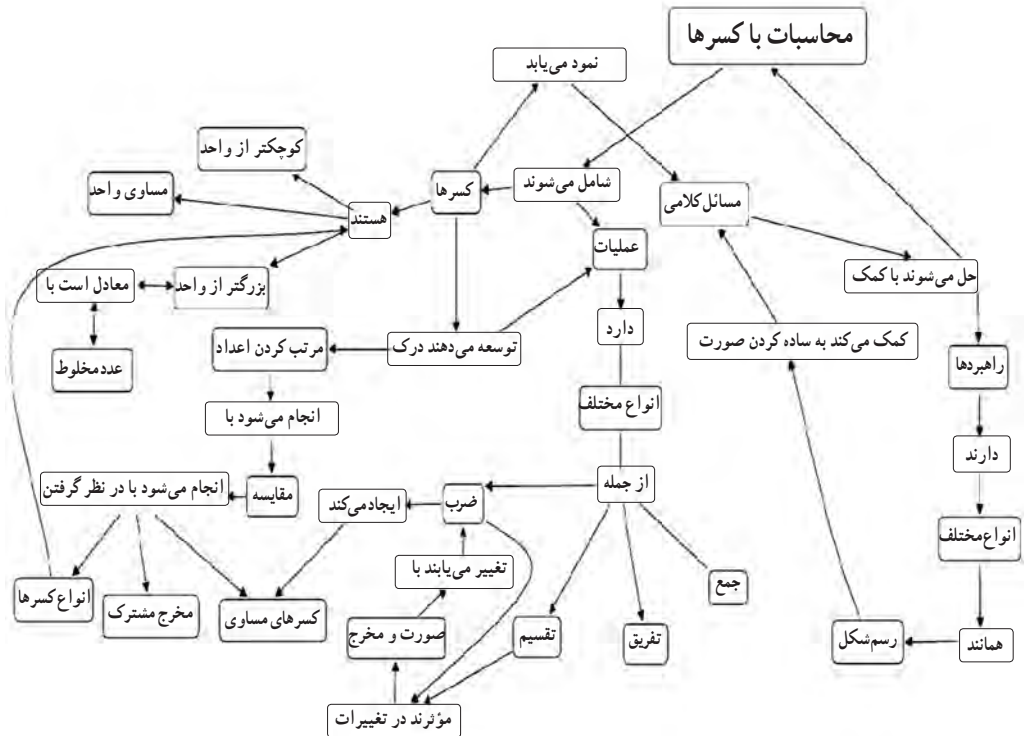 محاسبات با کسرها
نمود می‌یابد
کوچکتر از واحد
شامل می‌شوند
کسرها
مسائل کلامی
مساوی واحد
هستند
عملیات
حل می‌شوند با کمک
بزرگتر از واحد
معادل است با
دارد
کمک می‌کند به ساده کردن صورت
توسعه می‌دهند درک
مرتب کردن اعداد
عدد مخلوط
راهبردها
انواع مختلف
انجام می‌شود با
دارند
از جمله
مقایسه
انجام می‌شود با در نظر گرفتن
ضرب
ایجاد می‌کند
انواع مختلف
تغییر می‌یابند با
جمع
انواع کسرها
مخرج مشترک
کسرهای مساوی
صورت و مخرج
تقسیم
تفریق
رسم شکل
همانند
مؤثرند در تغییرات